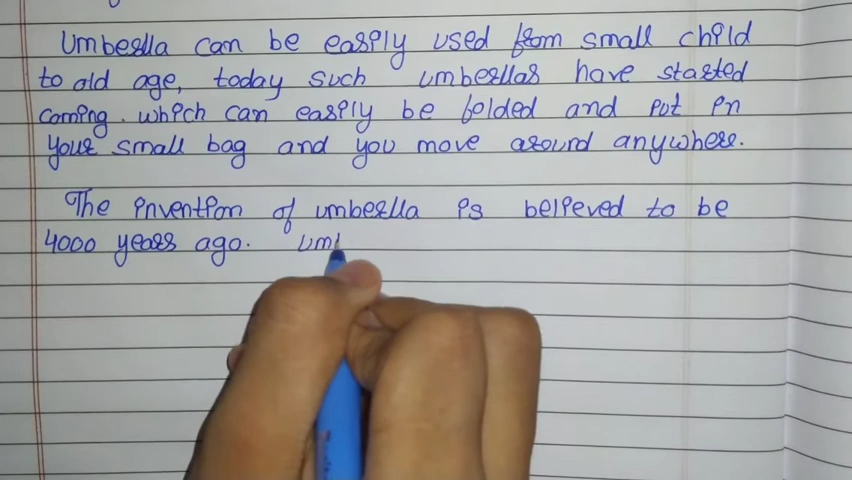 Umbrella can be easily used from small child
to old age, today such umbrellas have started
coming. which can easily be folded and put in
your small bag and you move around anywhere.
The invention of umbrella is believed to be
4000 years ago. um